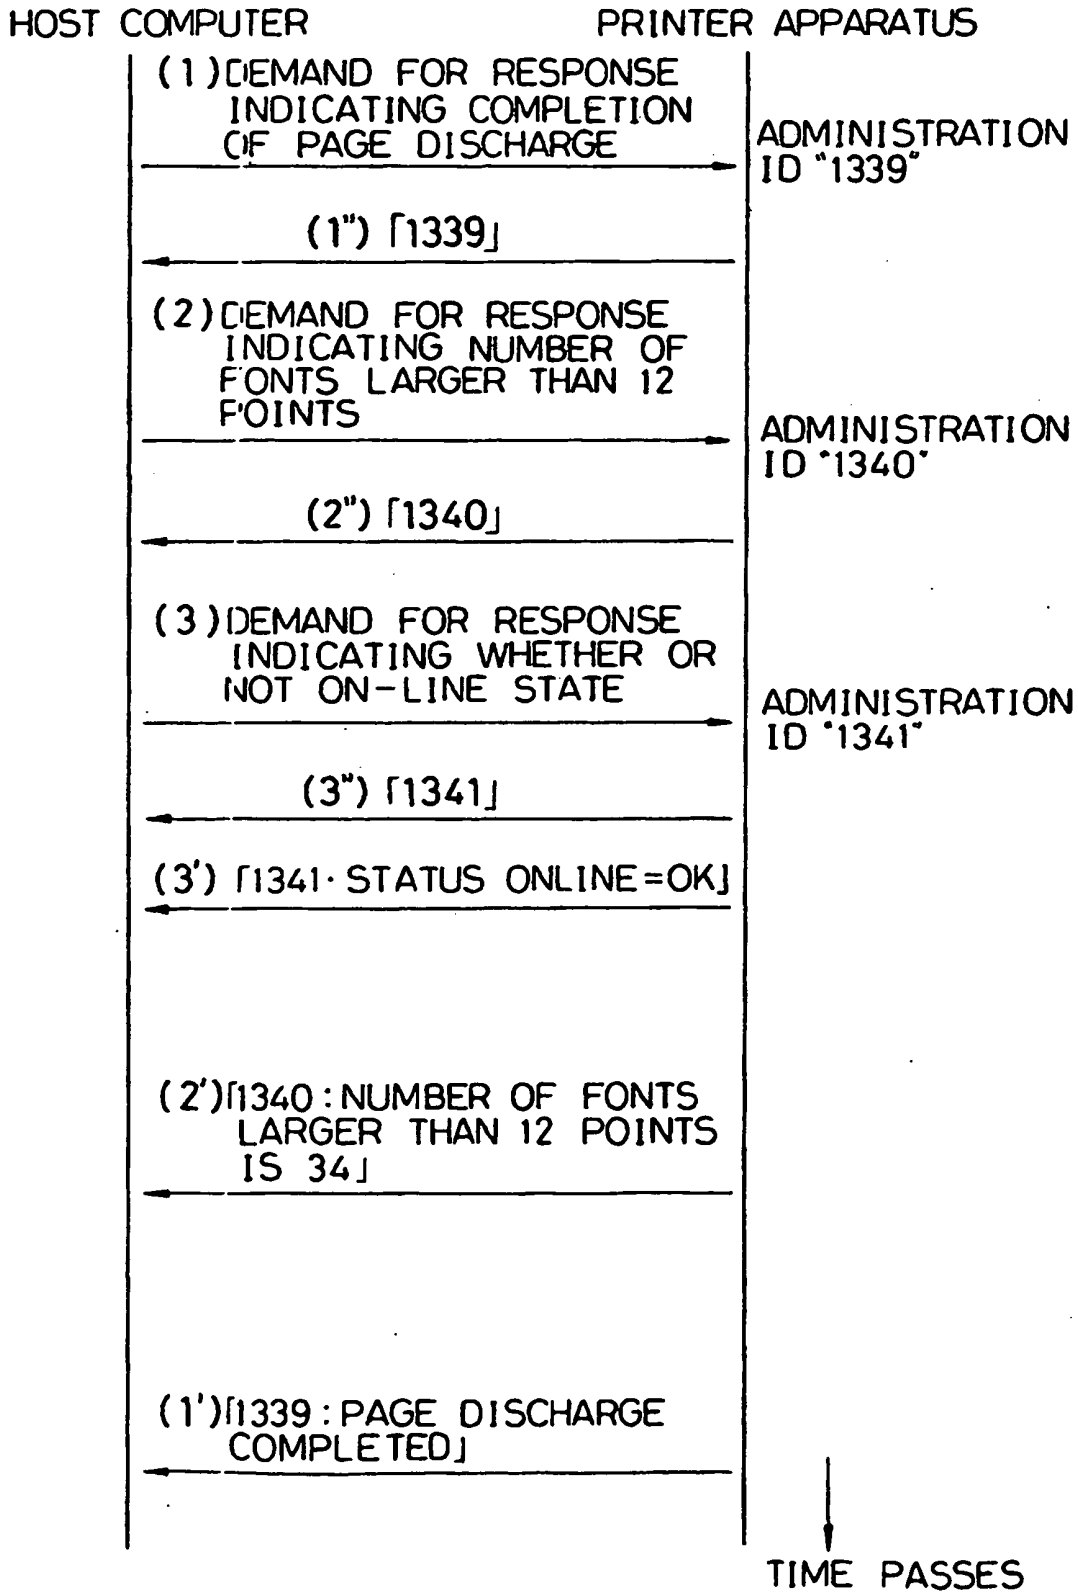 HOST COMPUTER
PRINTER APPARATUS
(1) DEMAND FOR RESPONSE
INDICATING COMPLETION
OF PAGE DISCHARGE
ADMINISTRATION
ID "1339"
(1") 「1339」
(2) DEMAND FOR RESPONSE
INDICATING NUMBER OF
FONTS LARGER THAN 12
POINTS
ADMINISTRATION
ID "1340"
(2") 「1340」
(3) DEMAND FOR RESPONSE
INDICATING WHETHER OR
NOT ON-LINE STATE
ADMINISTRATION
ID "1341"
(3") 「1341」
(3') 「1341· STATUS ONLINE=OK」
(2')「1340 : NUMBER OF FONTS
LARGER THAN 12 POINTS
IS 34」
(1')「1339 : PAGE DISCHARGE
COMPLETED」
TIME PASSES